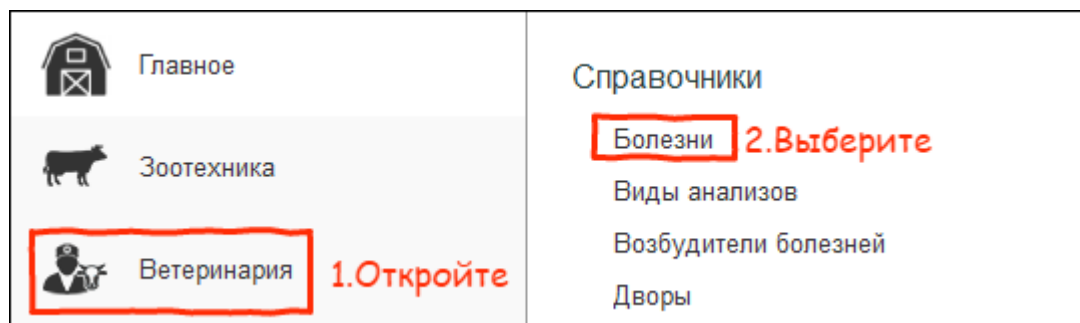 Главное
Зоотехника
Ветеринария 1.Откройте
Справочники
Болезни 2.Выберите
Виды анализов
Возбудители болезней
Дворы